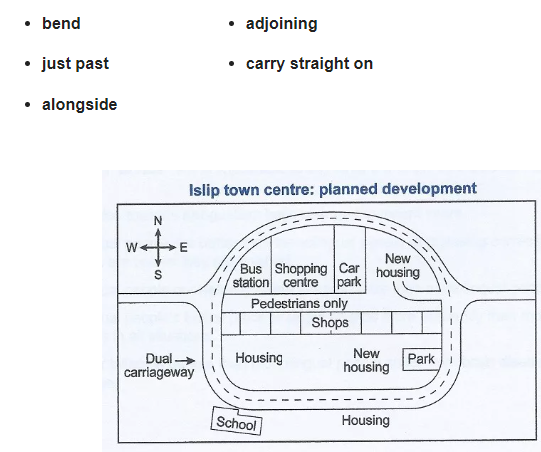 • bend
• adjoining
• just past
• carry straight on
• alongside
Islip town centre: planned development
N
W E
S
Bus station
Shopping centre
Car park
New housing
Pedestrians only
Shops
Dual carriageway
Housing
New housing
Park
School
Housing